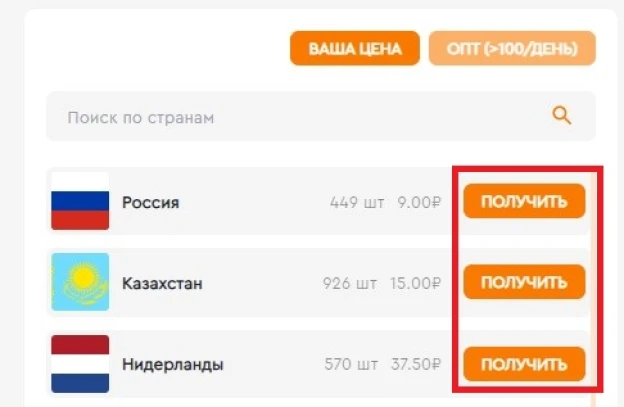 ВАША ЦЕНА ОПТ (>100/ДЕНЬ)
Поиск по странам
Россия 449 шт 9.00₽ ПОЛУЧИТЬ
Казахстан 926 шт 15.00₽ ПОЛУЧИТЬ
Нидерланды 570 шт 37.50₽ ПОЛУЧИТЬ